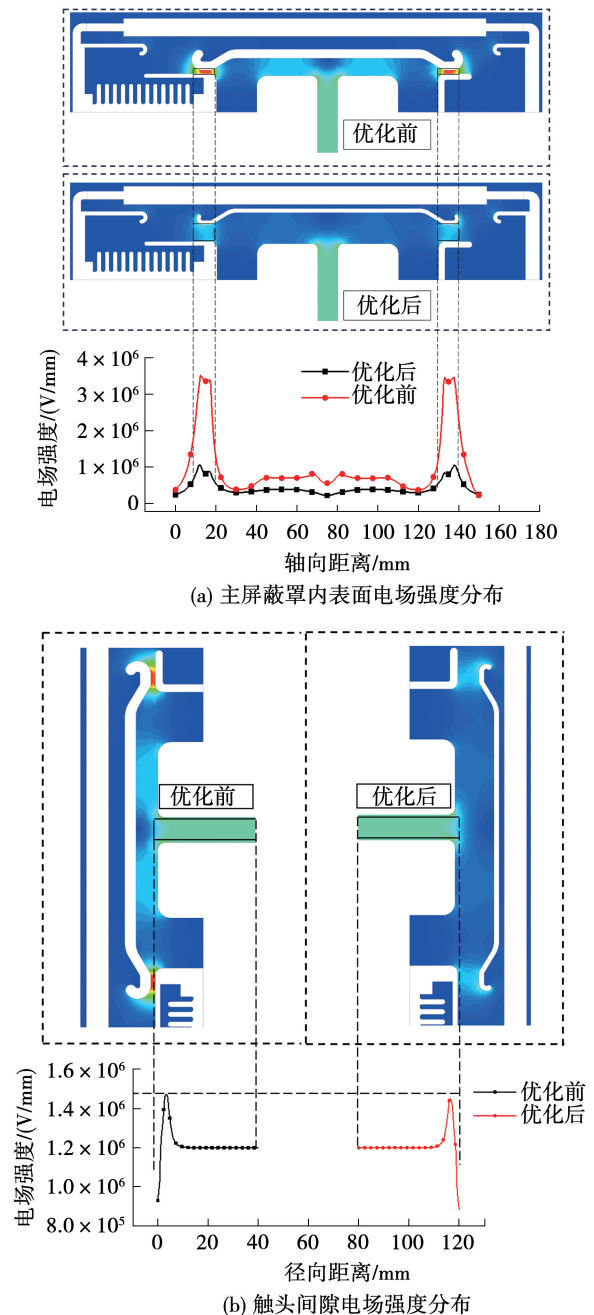 优化前
优化后
4 × 10⁶
3 × 10⁶
2 × 10⁶
1 × 10⁶
0
电场强度/(V/mm)
优化后
优化前
0 20 40 60 80 100 120 140 160 180
轴向距离/mm
(a) 主屏蔽罩内表面电场强度分布
优化前
优化后
1.6 × 10⁶
1.4 × 10⁶
1.2 × 10⁶
1.0 × 10⁶
8.0 × 10⁵
电场强度/(V/mm)
优化前
优化后
0 20 40 60 80 100 120
径向距离/mm
(b) 触头间隙电场强度分布